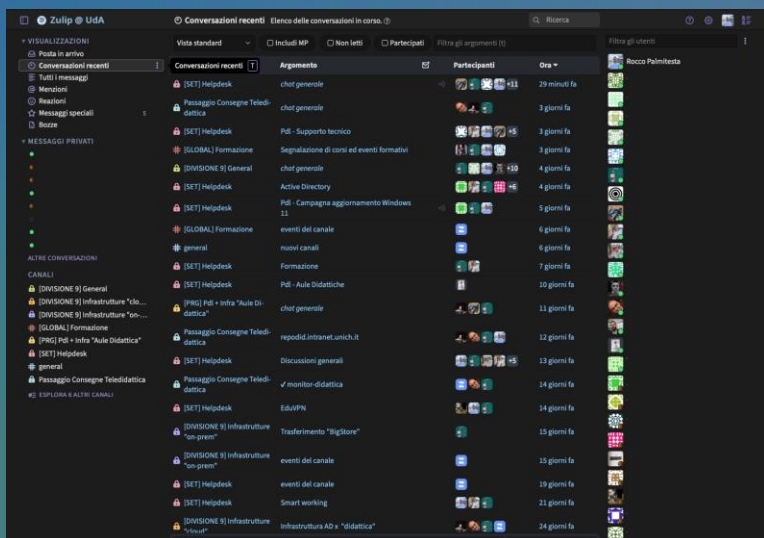 Zulip @ UdA
Conversazioni recenti Elenco delle conversazioni in corso.
Ricerca
VISUALIZZAZIONI
Posta in arrivo
Conversazioni recenti
Tutti i messaggi
Menzioni
Reazioni
Messaggi speciali 5
Bozze
MESSAGGI PRIVATI
ALTRE CONVERSAZIONI
CANALI
[DIVISIONE 9] General
[DIVISIONE 9] Infrastrutture "clo...
[DIVISIONE 9] Infrastrutture "on-...
[GLOBAL] Formazione
[PRG] Pdl + Infra "Aule Didattica"
[SET] Helpdesk
general
Passaggio Consegne Teledidattica
ESPLORA 6 ALTRI CANALI
Vista standard Includi MP Non letti Partecipati Filtra gli argomenti (t)
Conversazioni recenti T Argomento Partecipanti Ora
[SET] Helpdesk chat generale +11 29 minuti fa
Passaggio Consegne Teledi-
dattica chat generale 3 giorni fa
[SET] Helpdesk Pdl - Supporto tecnico +5 3 giorni fa
[GLOBAL] Formazione Segnalazione di corsi ed eventi formativi 3 giorni fa
[DIVISIONE 9] General chat generale +10 4 giorni fa
[SET] Helpdesk Active Directory +6 4 giorni fa
[SET] Helpdesk Pdl - Campagna aggiornamento Windows
11 5 giorni fa
[GLOBAL] Formazione eventi del canale 6 giorni fa
general nuovi canali 6 giorni fa
[SET] Helpdesk Formazione 7 giorni fa
[SET] Helpdesk Pdl - Aule Didattiche 10 giorni fa
[PRG] Pdl + Infra "Aule Di-
dattica" chat generale 11 giorni fa
Passaggio Consegne Teledi-
dattica repodid.intranet.unich.it 12 giorni fa
[SET] Helpdesk Discussioni generali +5 13 giorni fa
Passaggio Consegne Teledi-
dattica ✓ monitor-didattica 14 giorni fa
[SET] Helpdesk EduVPN 14 giorni fa
[DIVISIONE 9] Infrastrutture
"on-prem" Trasferimento "BigStore" 15 giorni fa
[DIVISIONE 9] Infrastrutture
"on-prem" eventi del canale 15 giorni fa
[SET] Helpdesk eventi del canale 19 giorni fa
[SET] Helpdesk Smart working 21 giorni fa
[DIVISIONE 9] Infrastrutture
"cloud" Infrastruttura AD x "didattica" 24 giorni fa
Filtra gli utenti
Rocco Palmitesta